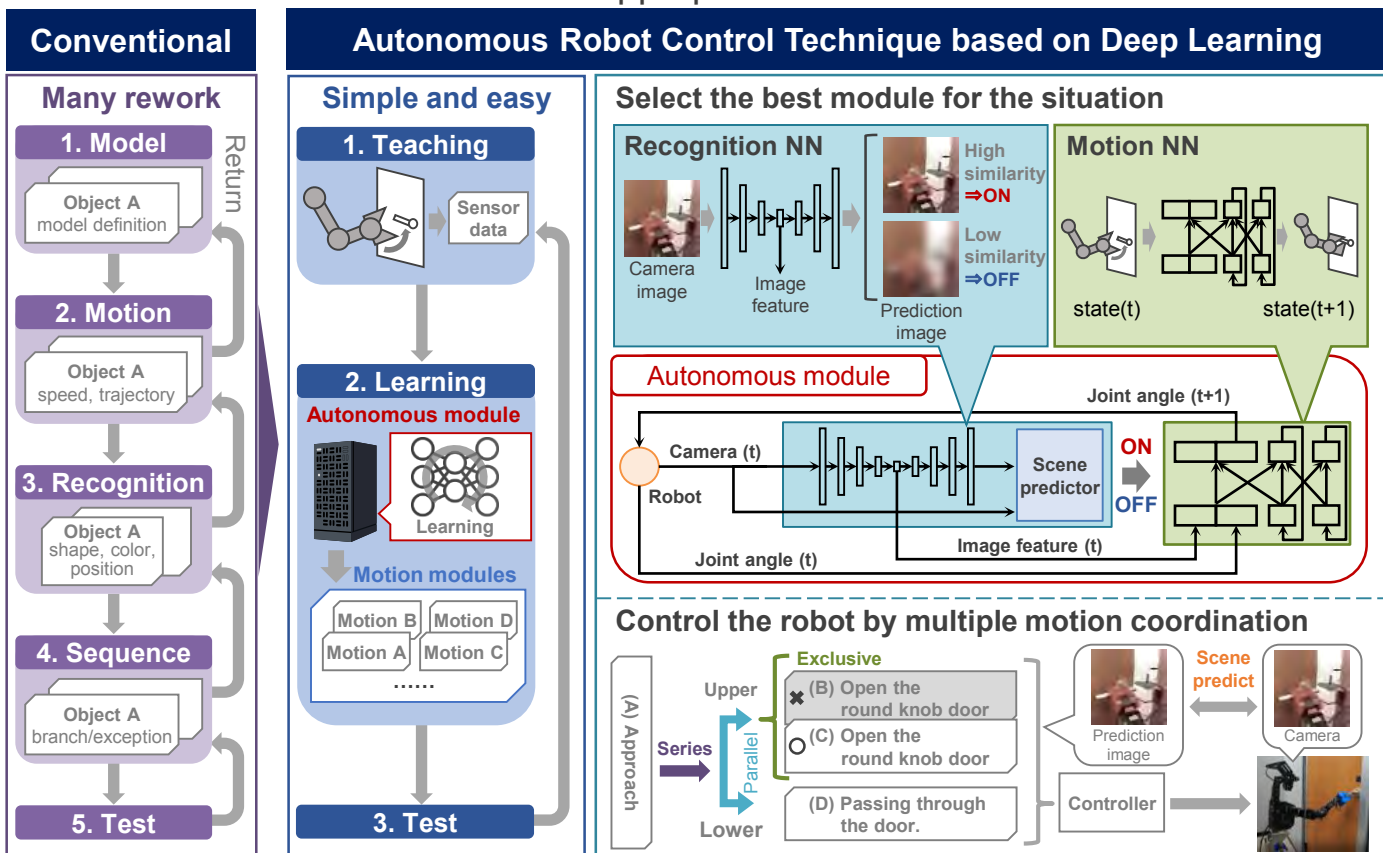 Conventional
Autonomous Robot Control Technique based on Deep Learning
Many rework
1. Model
Object A
model definition
Return
2. Motion
Object A
speed, trajectory
3. Recognition
Object A
shape, color,
position
4. Sequence
Object A
branch/exception
5. Test
Simple and easy
1. Teaching
Sensor
data
2. Learning
Autonomous module
Learning
Motion modules
Motion B
Motion D
Motion A
Motion C
......
3. Test
Select the best module for the situation
Recognition NN
Camera
image
Image
feature
High
similarity
⇒ON
Low
similarity
⇒OFF
Prediction
image
Motion NN
state(t)
state(t+1)
Autonomous module
Joint angle (t+1)
Camera (t)
Robot
Scene
predictor
ON
OFF
Image feature (t)
Joint angle (t)
Control the robot by multiple motion coordination
(A) Approach
Series
Upper
Parallel
Lower
Exclusive
(B) Open the
round knob door
(C) Open the
round knob door
(D) Passing through
the door.
Prediction
image
Scene
predict
Camera
Controller